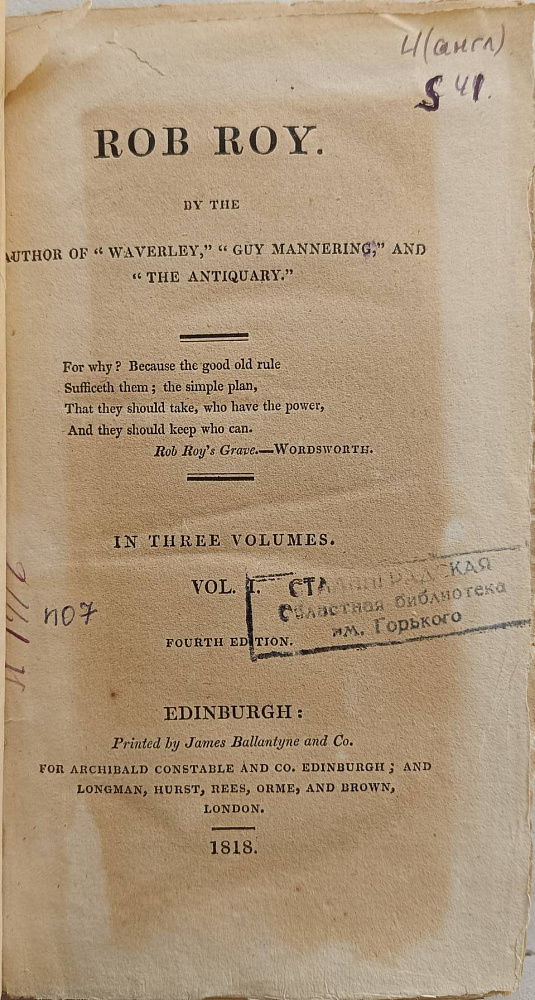 И(англ)
S 41.
ROB ROY.
BY THE
AUTHOR OF “ WAVERLEY,” “ GUY MANNERING,” AND
“ THE ANTIQUARY.”
For why ? Because the good old rule
Sufficeth them ; the simple plan,
That they should take, who have the power,
And they should keep who can.
Rob Roy's Grave.—WORDSWORTH.
IN THREE VOLUMES.
VOL. I.
СТАЛИНГРАДСКАЯ
Областная библиотека
им. Горького
п07
FOURTH EDITION.
EDINBURGH :
Printed by James Ballantyne and Co.
FOR ARCHIBALD CONSTABLE AND CO. EDINBURGH ; AND
LONGMAN, HURST, REES, ORME, AND BROWN,
LONDON.
1818.